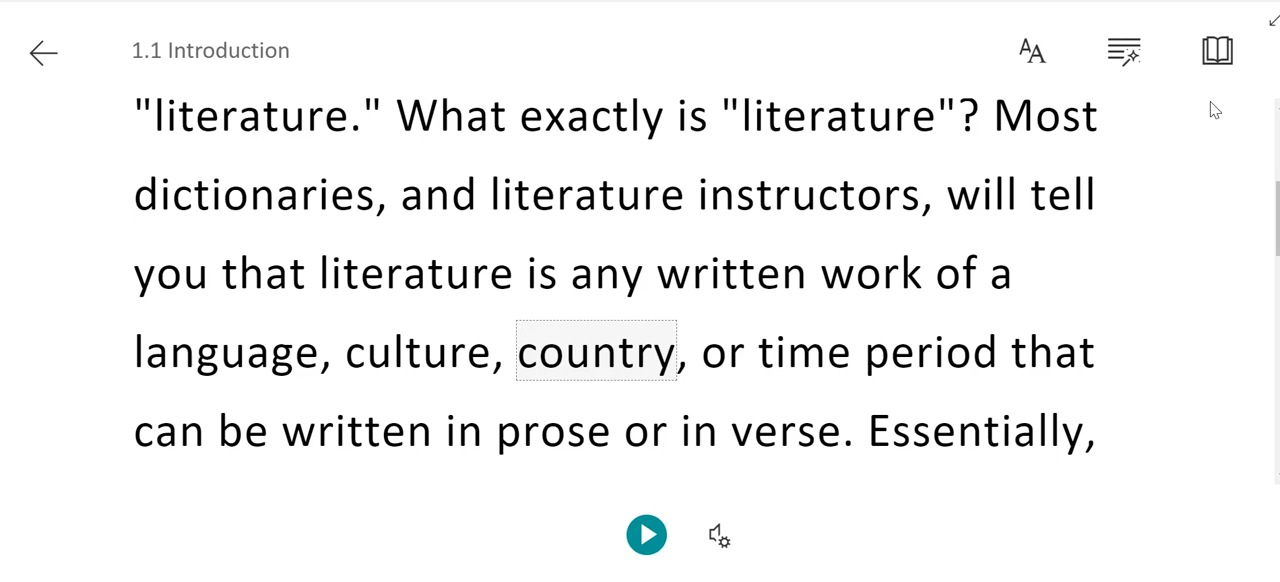 1.1 Introduction
AA
"literature." What exactly is "literature"? Most
dictionaries, and literature instructors, will tell
you that literature is any written work of a
language, culture, country, or time period that
can be written in prose or in verse. Essentially,